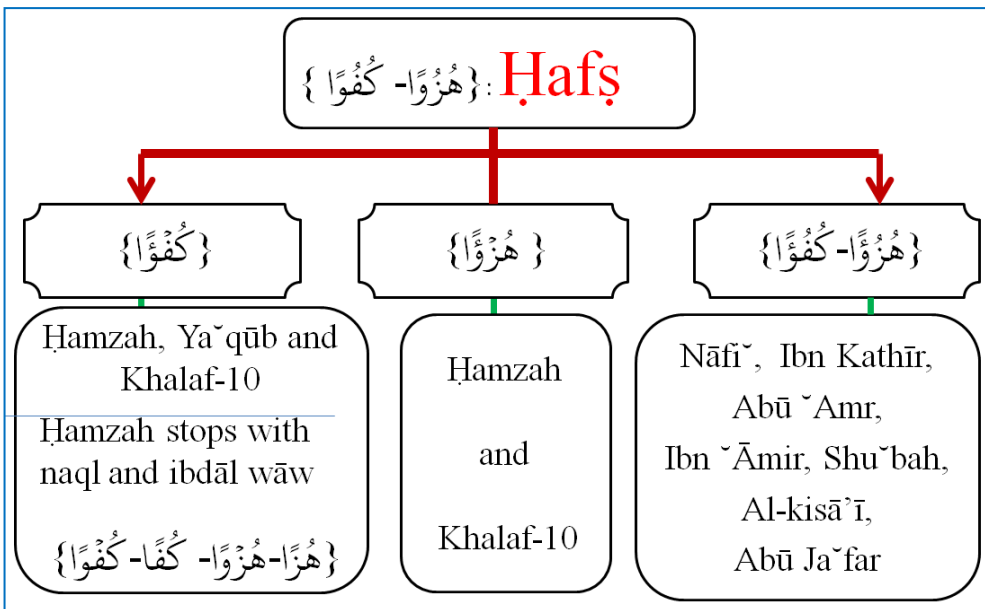 {هُزُوًا- كُفُوًا }: Ḥafṣ
{كُفۡؤًا}
{ هُزۡؤًا}
{هُزُؤًا-كُفُؤًا}
Ḥamzah, Yaˇqūb and
Khalaf-10
Ḥamzah stops with
naql and ibdāl wāw
{هُزًا-هُزۡوًا- كُفًا-كُفۡوًا}
Ḥamzah
and
Khalaf-10
Nāfiˇ, Ibn Kathīr,
Abū ˇAmr,
Ibn ˇĀmir, Shuˇbah,
Al-kisā’ī,
Abū Jaˇfar